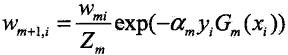 w_{m+1,i} = \frac{w_{mi}}{Z_m} \exp(-\alpha_m y_i G_m(x_i))